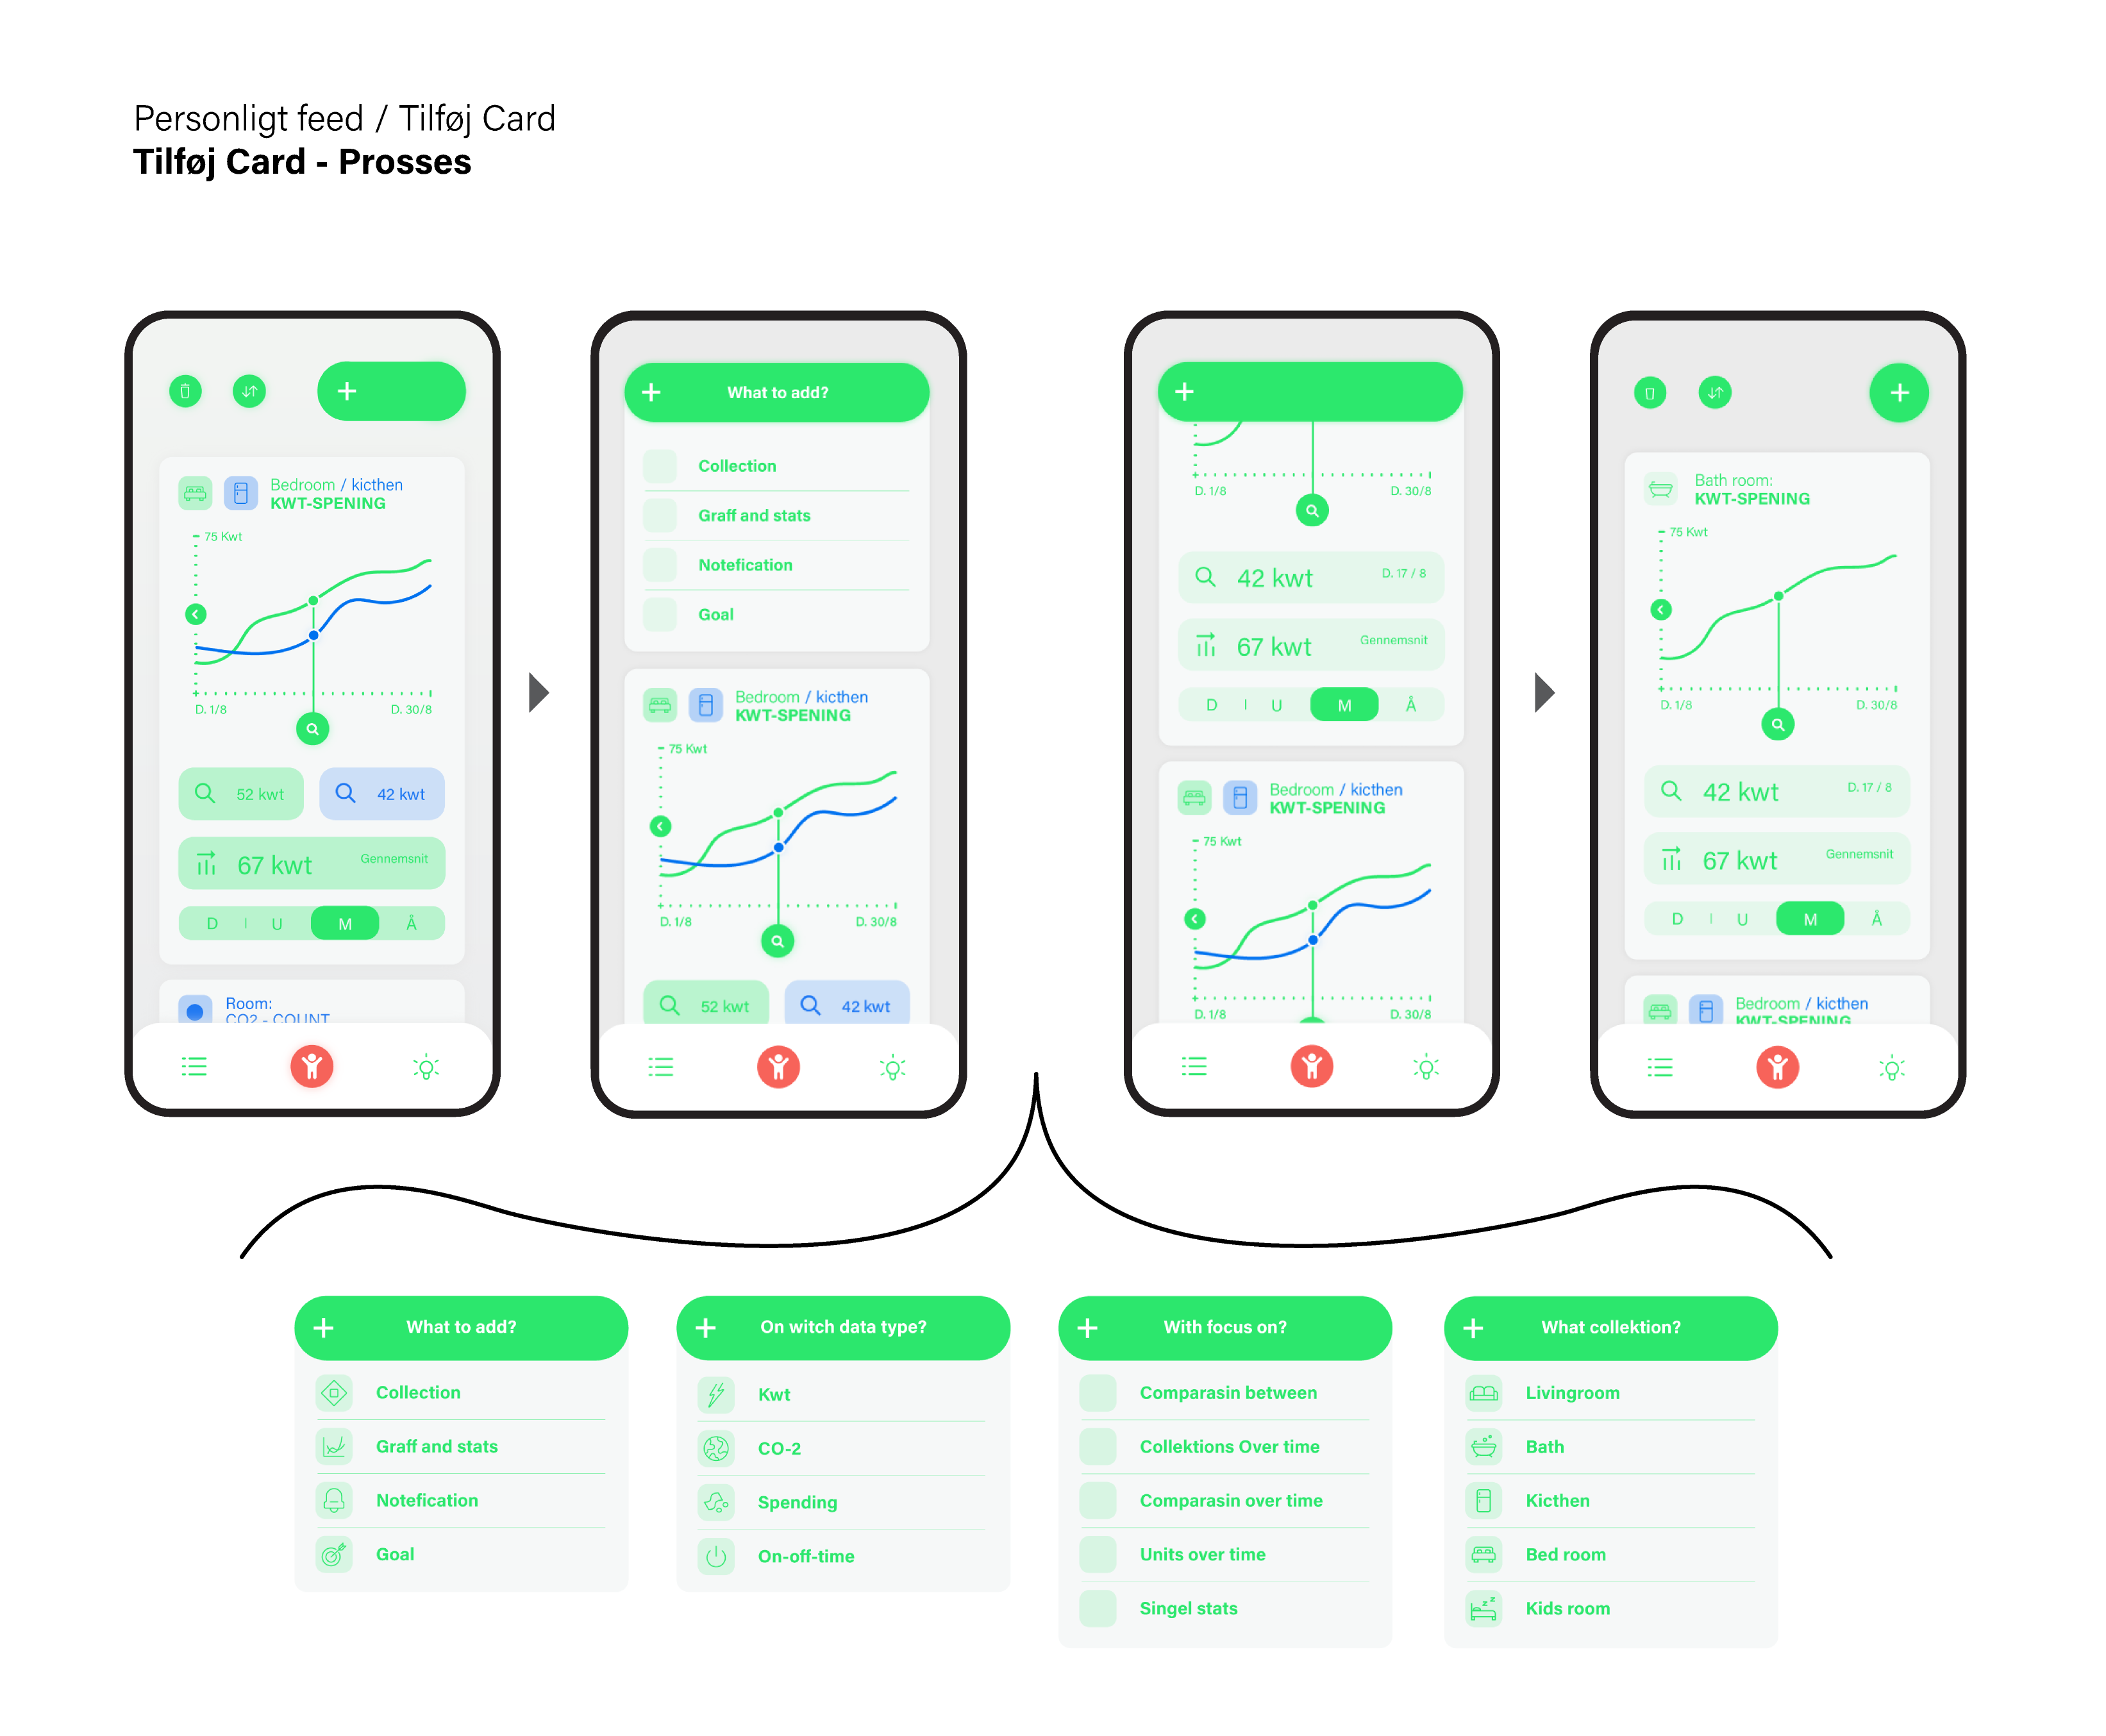 Personligt feed / Tilføj Card
Tilføj Card - Prosses
Bedroom / kicthen
KWT-SPENING
75 Kwt
D. 1/8
D. 30/8
52 kwt
42 kwt
67 kwt
Gennemsnit
D | U M Å
Room:
CO2 - COUNT
What to add?
Collection
Graff and stats
Notefication
Goal
Bedroom / kicthen
KWT-SPENING
75 Kwt
D. 1/8
D. 30/8
52 kwt
42 kwt
D. 1/8
D. 30/8
42 kwt
D. 17 / 8
67 kwt
Gennemsnit
D | U M Å
Bedroom / kicthen
KWT-SPENING
75 Kwt
D. 1/8
D. 30/8
Bath room:
KWT-SPENING
75 Kwt
D. 1/8
D. 30/8
42 kwt
D. 17 / 8
67 kwt
Gennemsnit
D | U M Å
Bedroom / kicthen
KWT-SPENING
What to add?
Collection
Graff and stats
Notefication
Goal
On witch data type?
Kwt
CO-2
Spending
On-off-time
With focus on?
Comparasin between
Collektions Over time
Comparasin over time
Units over time
Singel stats
What collektion?
Livingroom
Bath
Kicthen
Bed room
Kids room